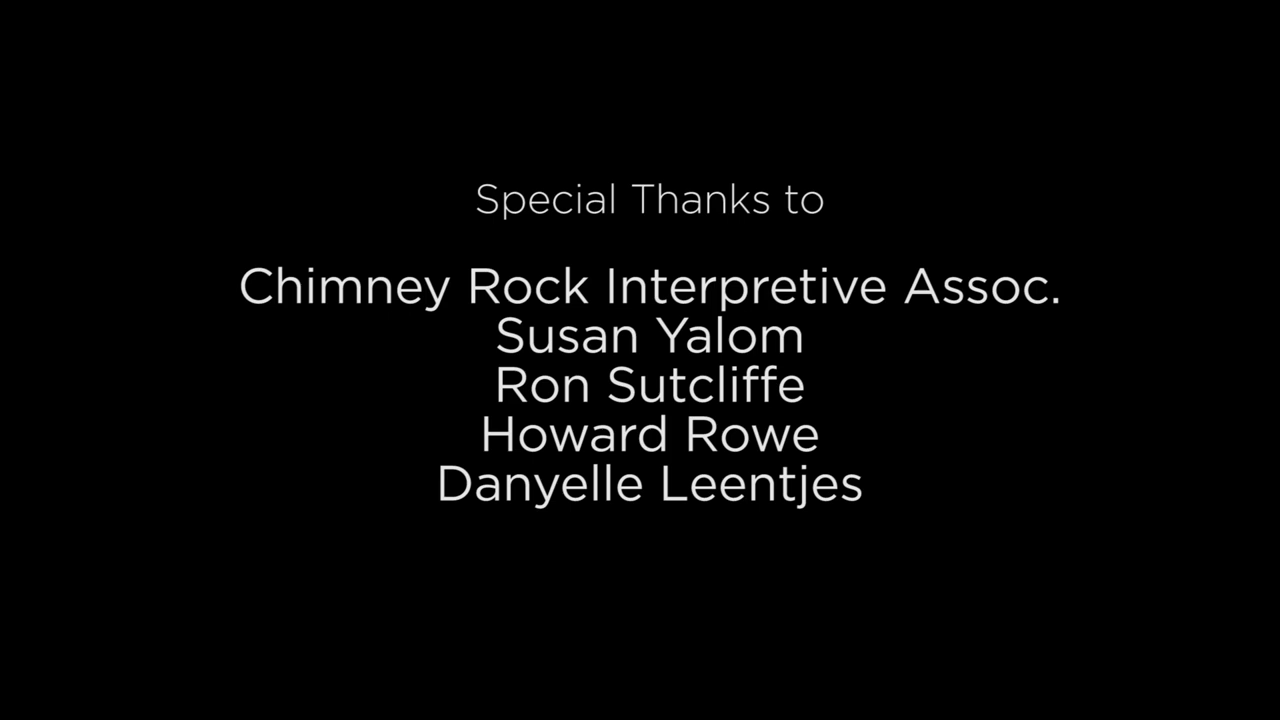 Special Thanks to
Chimney Rock Interpretive Assoc.
Susan Yalom
Ron Sutcliffe
Howard Rowe
Danyelle Leentjes